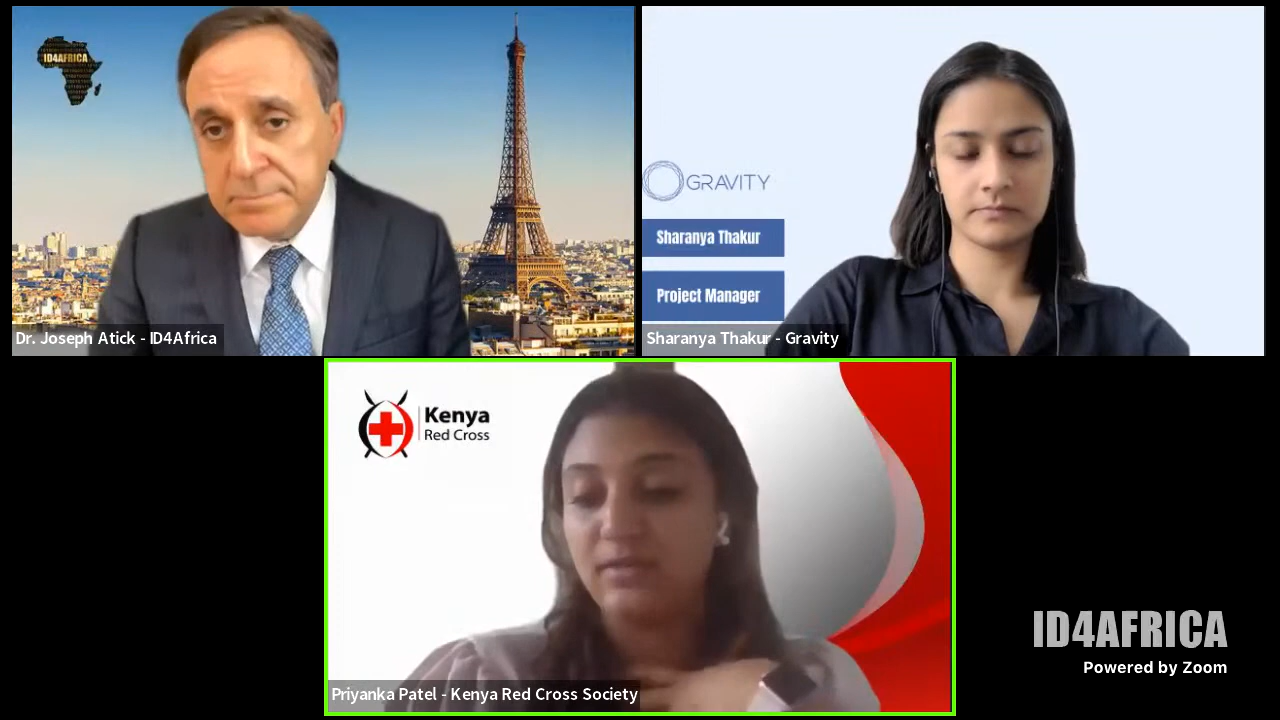 ID4AFRICA
Dr. Joseph Atick - ID4Africa
GRAVITY
Sharanya Thakur
Project Manager
Sharanya Thakur - Gravity
Kenya
Red Cross
Priyanka Patel - Kenya Red Cross Society
ID4AFRICA
Powered by Zoom